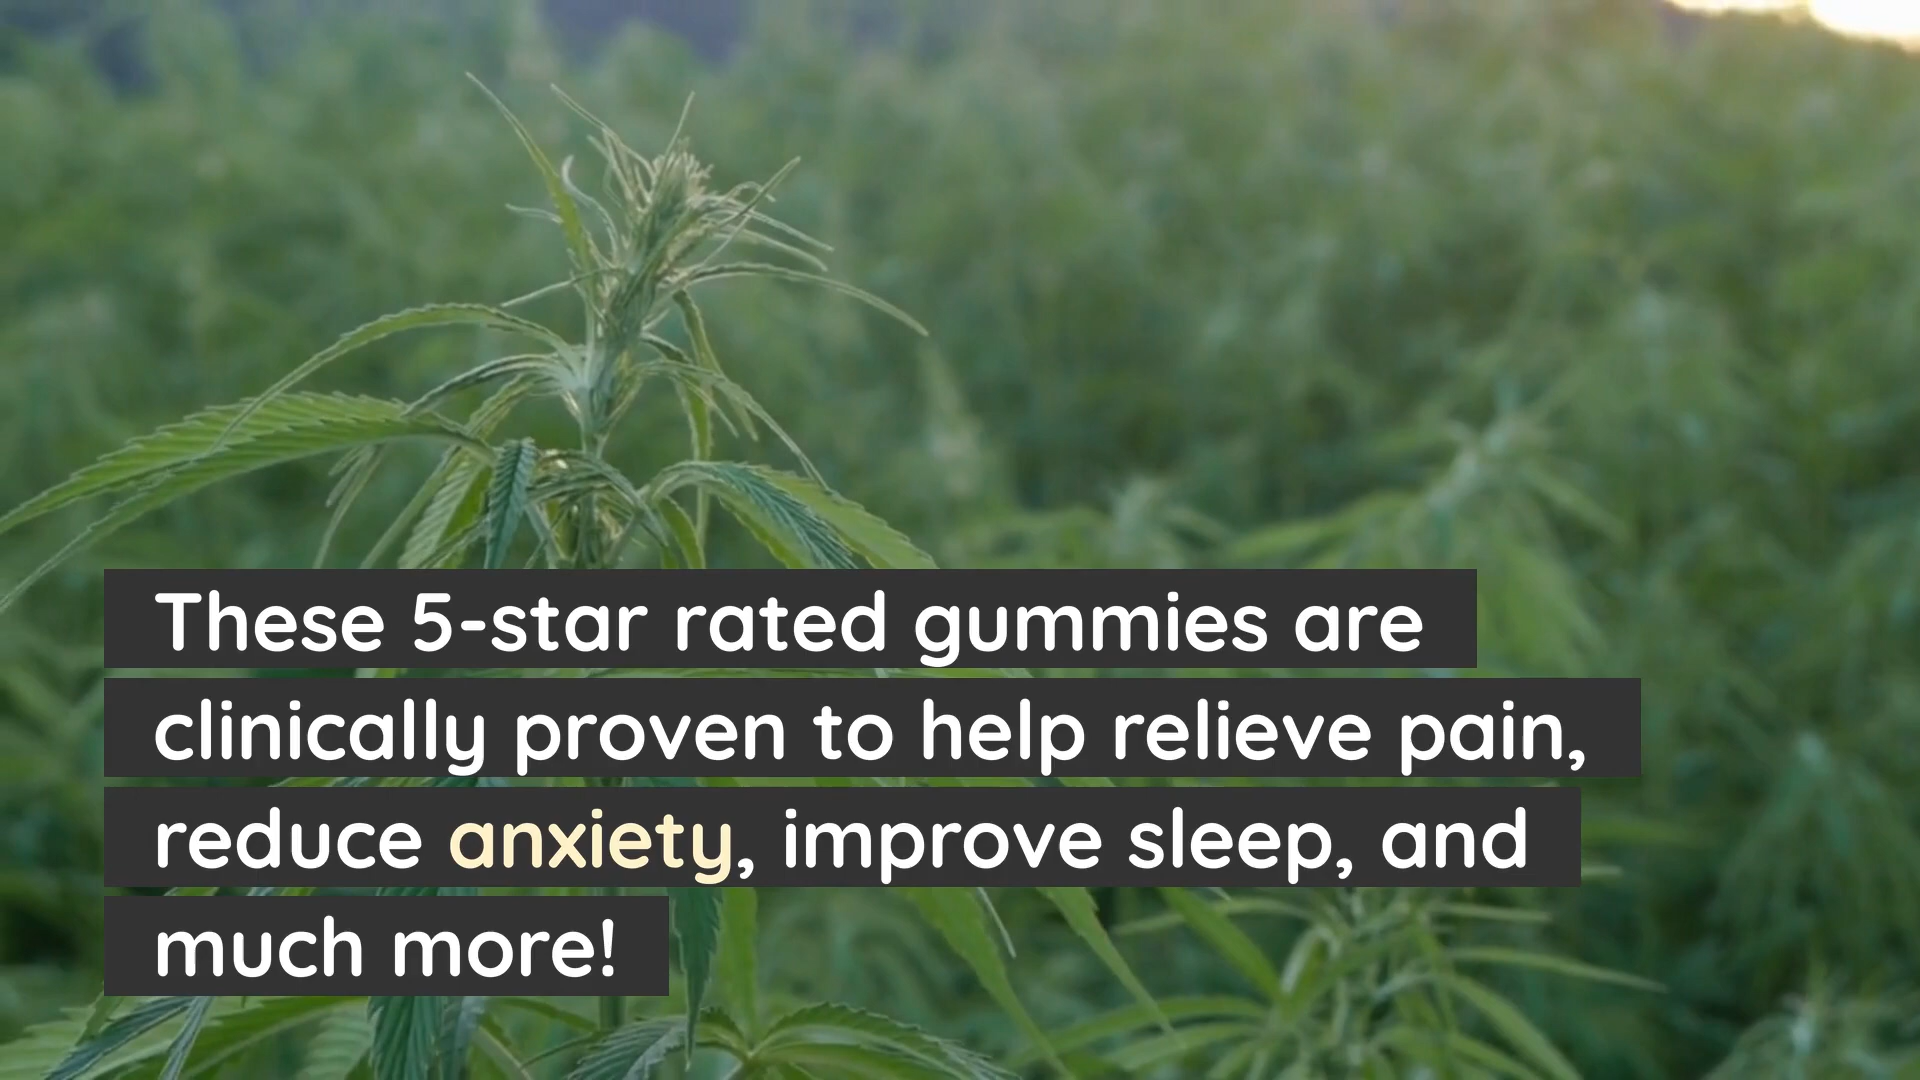 These 5-star rated gummies are
clinically proven to help relieve pain,
reduce anxiety, improve sleep, and
much more!